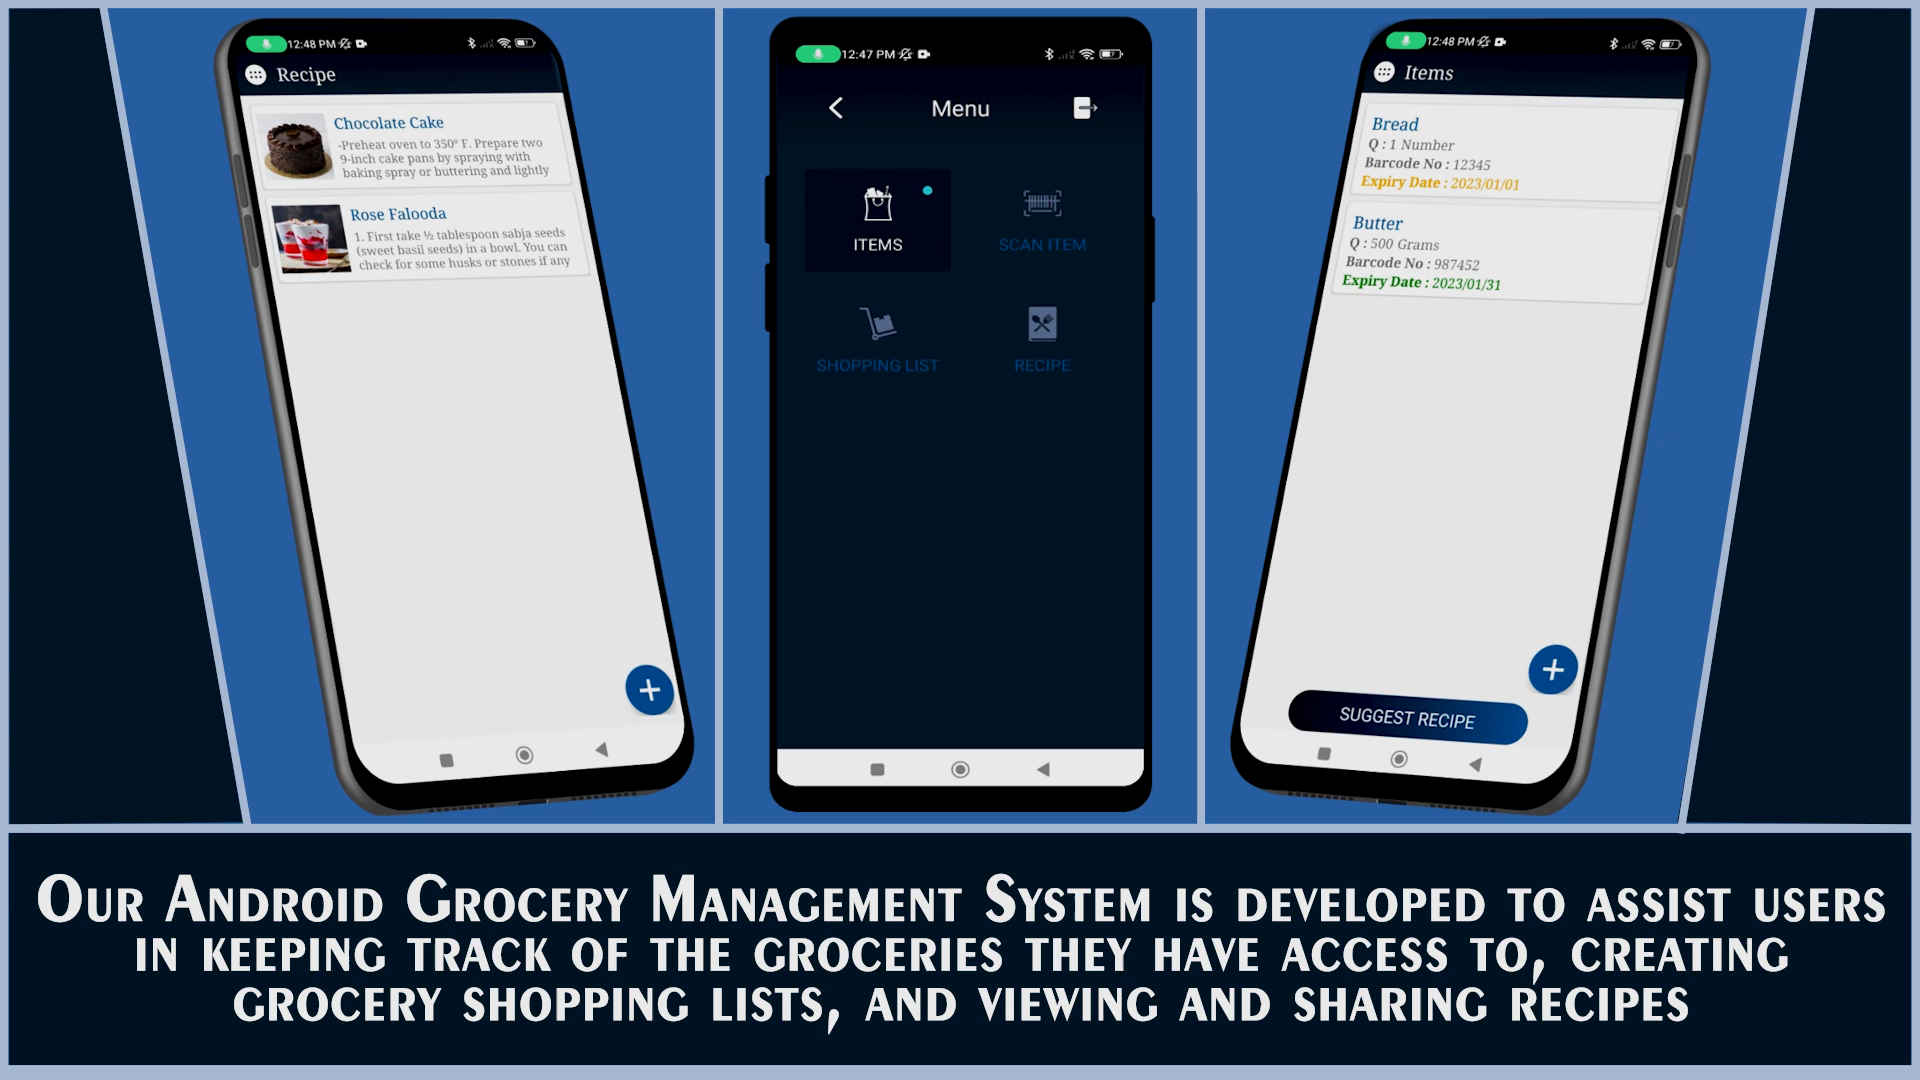 12:48 PM
Recipe
Chocolate Cake
-Preheat oven to 350° F. Prepare two
9-inch cake pans by spraying with
baking spray or buttering and lightly
Rose Falooda
1. First take ½ tablespoon sabja seeds
(sweet basil seeds) in a bowl. You can
check for some husks or stones if any
12:47 PM
Menu
ITEMS
SCAN ITEM
SHOPPING LIST
RECIPE
12:48 PM
Items
Bread
Q : 1 Number
Barcode No : 12345
Expiry Date : 2023/01/01
Butter
Q : 500 Grams
Barcode No : 987452
Expiry Date : 2023/01/31
SUGGEST RECIPE
Our Android Grocery Management System is developed to assist users
in keeping track of the groceries they have access to, creating
grocery shopping lists, and viewing and sharing recipes